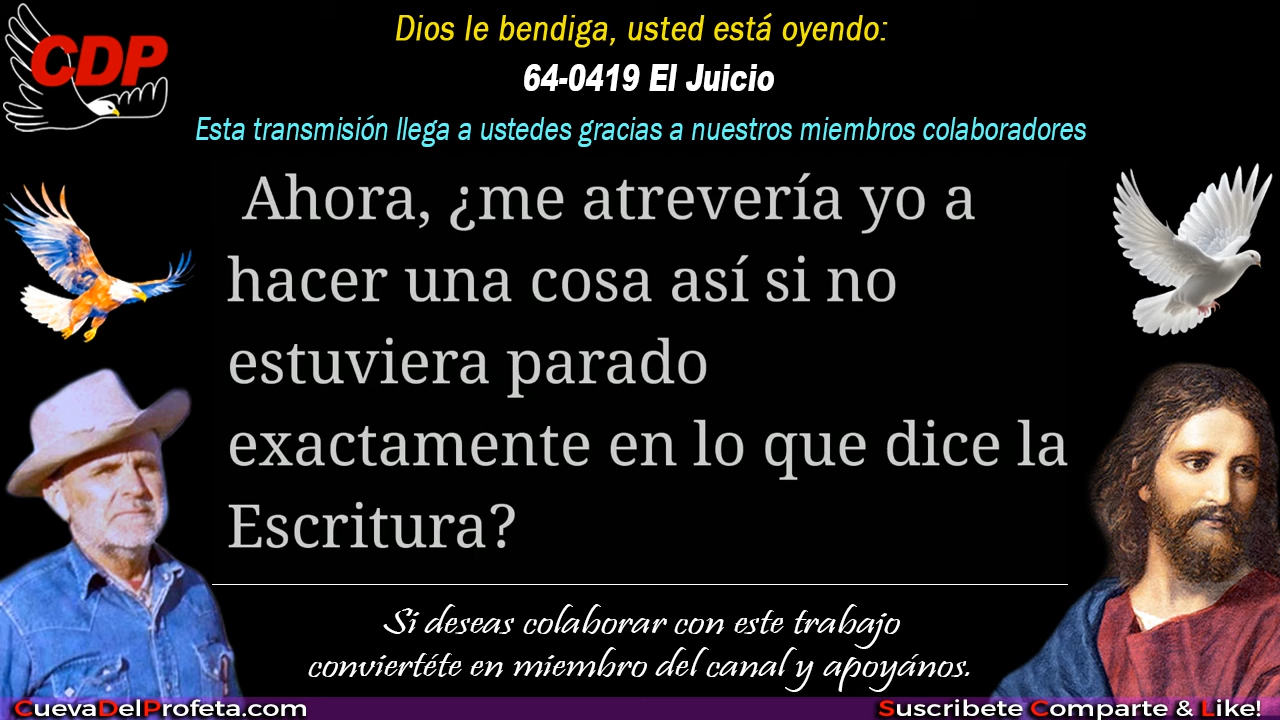 CDP
Dios le bendiga, usted está oyendo:
64-0419 El Juicio
Esta transmisión llega a ustedes gracias a nuestros miembros colaboradores
Ahora, ¿me atrevería yo a
hacer una cosa así si no
estuviera parado
exactamente en lo que dice la
Escritura?
Si deseas colaborar con este trabajo
conviertéte en miembro del canal y apoyános.
CuevaDelProfeta.com
Suscribete Comparte & Like!